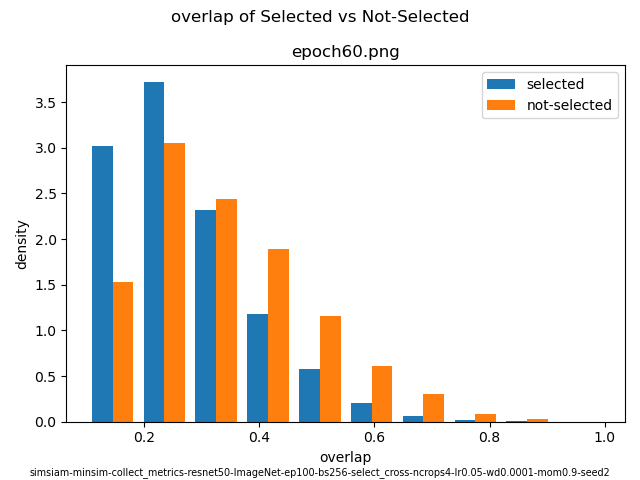 overlap of Selected vs Not-Selected
epoch60.png
selected
not-selected
3.5
3.0
2.5
2.0
1.5
1.0
0.5
0.0
density
0.2
0.4
0.6
0.8
1.0
overlap
simsiam-minsim-collect_metrics-resnet50-ImageNet-ep100-bs256-select_cross-ncrops4-lr0.05-wd0.0001-mom0.9-seed2